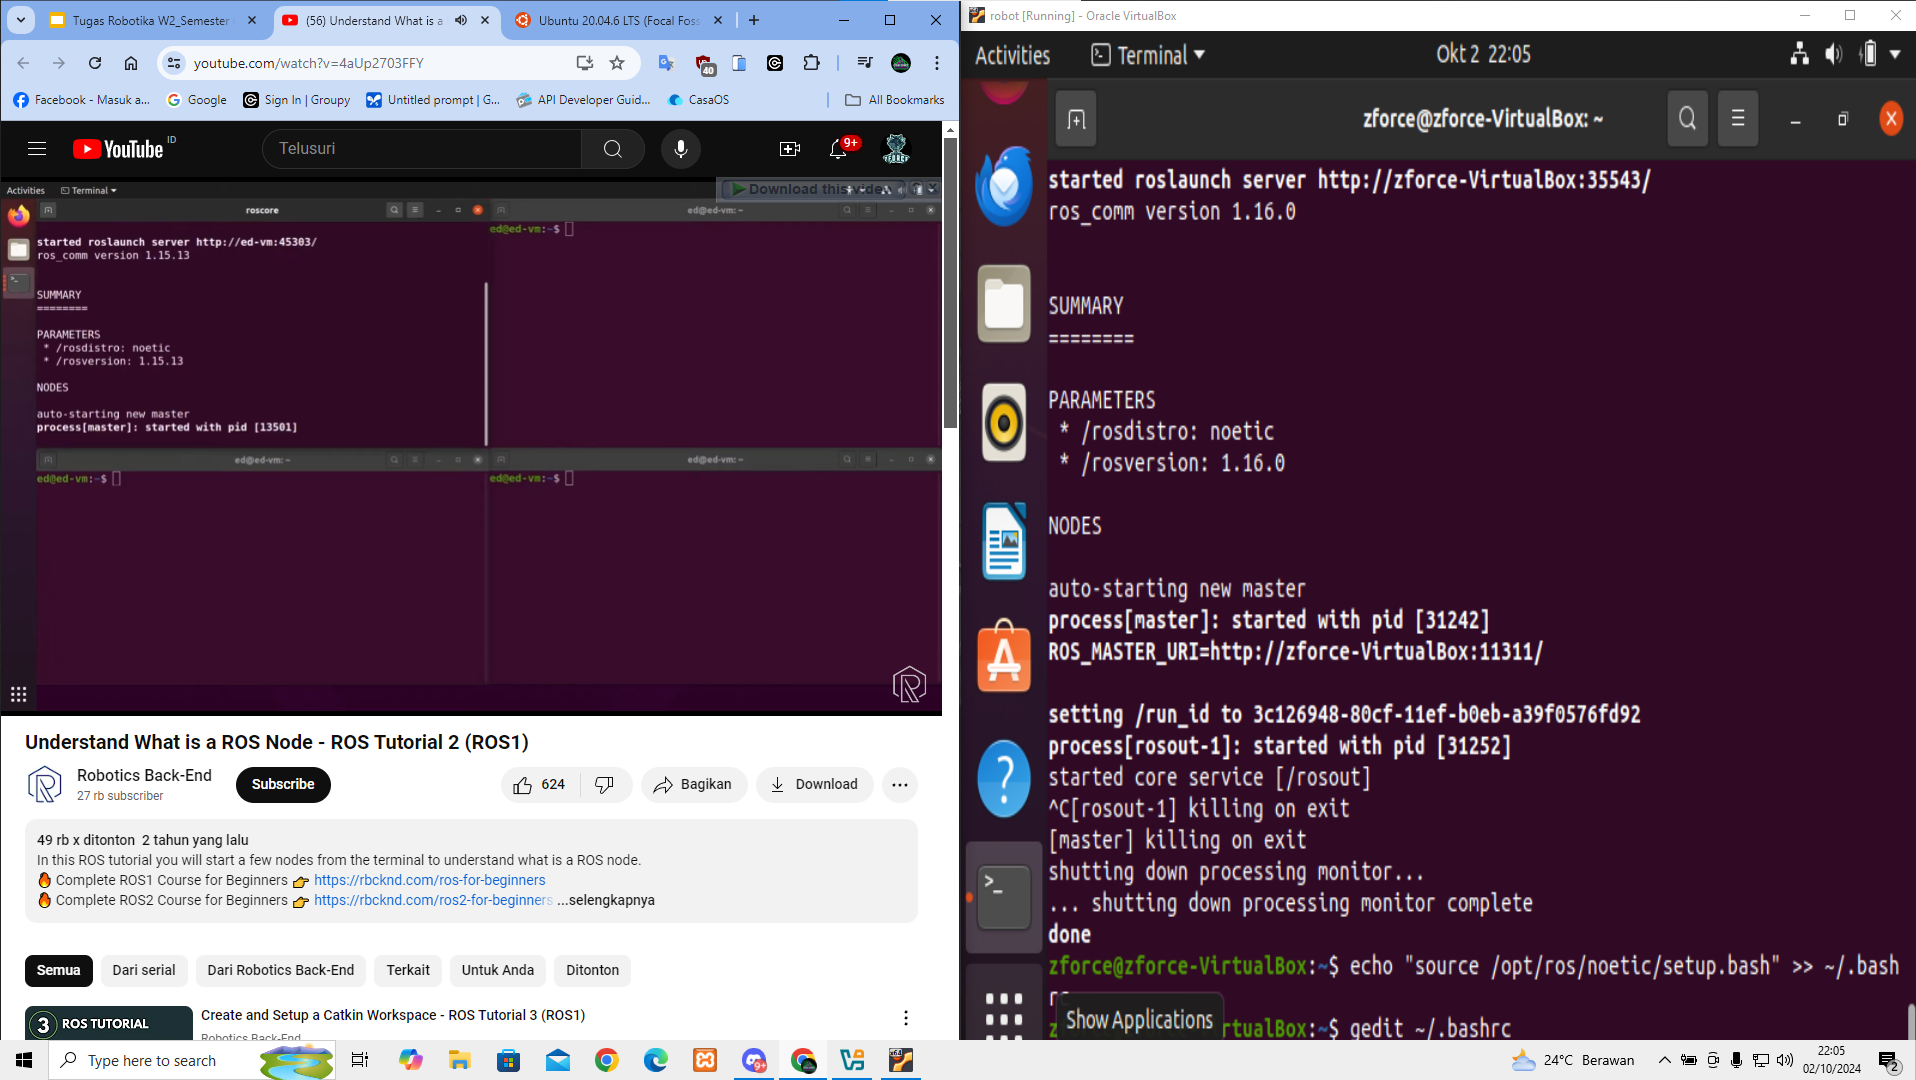 Tugas Robotika W2_Semester
(56) Understand What is a
Ubuntu 20.04.6 LTS (Focal Foss
youtube.com/watch?v=4aUp2703FFY
40
Facebook - Masuk a...
Google
Sign In | Groupy
Untitled prompt | G...
API Developer Guid...
CasaOS
All Bookmarks
YouTube ID
Telusuri
9+
Activities
Terminal
Download this video
roscore
ed@ed-vm: ~
started roslaunch server http://ed-vm:45303/
ros_comm version 1.15.13
ed@ed-vm:~$
SUMMARY
========
PARAMETERS
* /rosdistro: noetic
* /rosversion: 1.15.13
NODES
auto-starting new master
process[master]: started with pid [13501]
ed@ed-vm: ~
ed@ed-vm: ~
ed@ed-vm:~$
ed@ed-vm:~$
Understand What is a ROS Node - ROS Tutorial 2 (ROS1)
Robotics Back-End
27 rb subscriber
Subscribe
624
Bagikan
Download
49 rb x ditonton 2 tahun yang lalu
In this ROS tutorial you will start a few nodes from the terminal to understand what is a ROS node.
🔥 Complete ROS1 Course for Beginners 👉 https://rbcknd.com/ros-for-beginners
🔥 Complete ROS2 Course for Beginners 👉 https://rbcknd.com/ros2-for-beginners ...selengkapnya
Semua
Dari serial
Dari Robotics Back-End
Terkait
Untuk Anda
Ditonton
3 ROS TUTORIAL
Create and Setup a Catkin Workspace - ROS Tutorial 3 (ROS1)
Robotics Back-End
robot [Running] - Oracle VirtualBox
Activities
Terminal
Okt 2 22:05
zforce@zforce-VirtualBox: ~
started roslaunch server http://zforce-VirtualBox:35543/
ros_comm version 1.16.0
SUMMARY
========
PARAMETERS
* /rosdistro: noetic
* /rosversion: 1.16.0
NODES
auto-starting new master
process[master]: started with pid [31242]
ROS_MASTER_URI=http://zforce-VirtualBox:11311/
setting /run_id to 3c126948-80cf-11ef-b0eb-a39f0576fd92
process[rosout-1]: started with pid [31252]
started core service [/rosout]
^C[rosout-1] killing on exit
[master] killing on exit
shutting down processing monitor...
... shutting down processing monitor complete
done
zforce@zforce-VirtualBox:~$ echo "source /opt/ros/noetic/setup.bash" >> ~/.bash
rc
Show Applications
rtualBox:~$ gedit ~/.bashrc
Type here to search
9+
24°C Berawan
22:05
02/10/2024
2